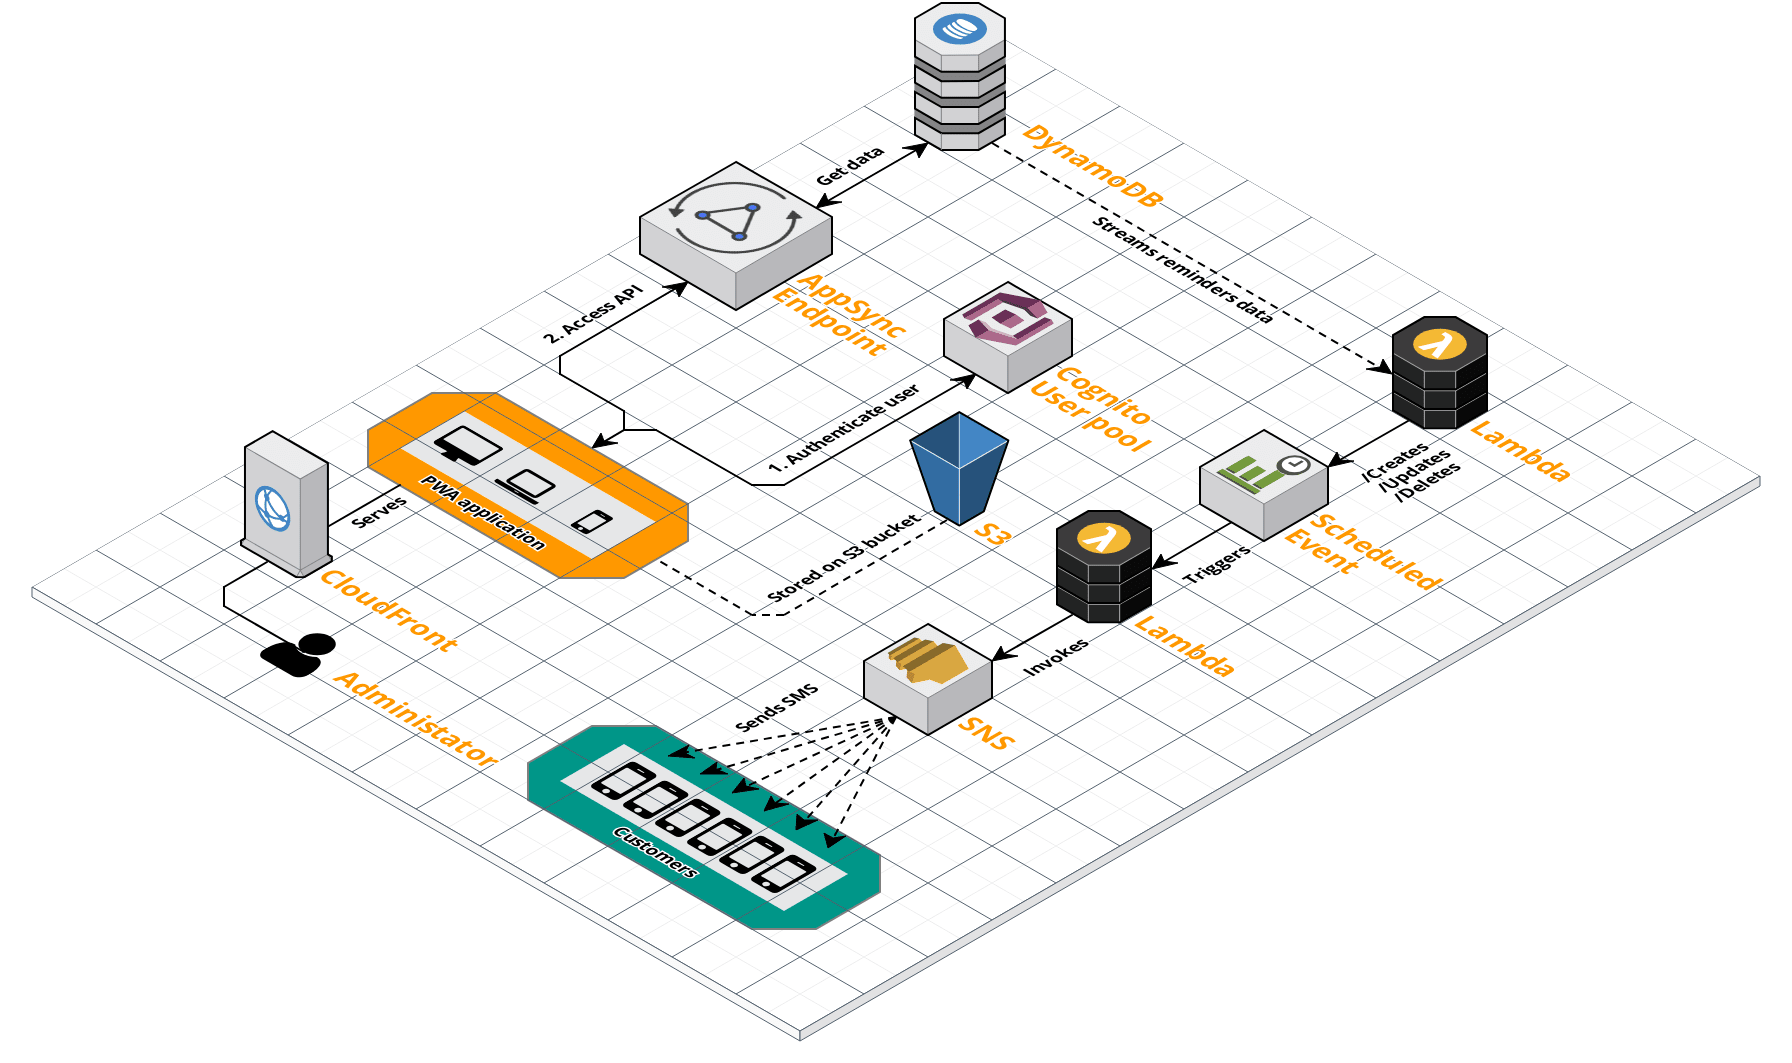 DynamoDB
Get data
Streams reminders data
AppSync
Endpoint
2. Access API
Cognito
User pool
1. Authenticate user
Lambda
/Creates
/Updates
/Deletes
PWA application
Serves
S3
Stored on S3 bucket
Scheduled
Event
Triggers
CloudFront
Lambda
Invokes
Administator
Sends SMS
SNS
Customers